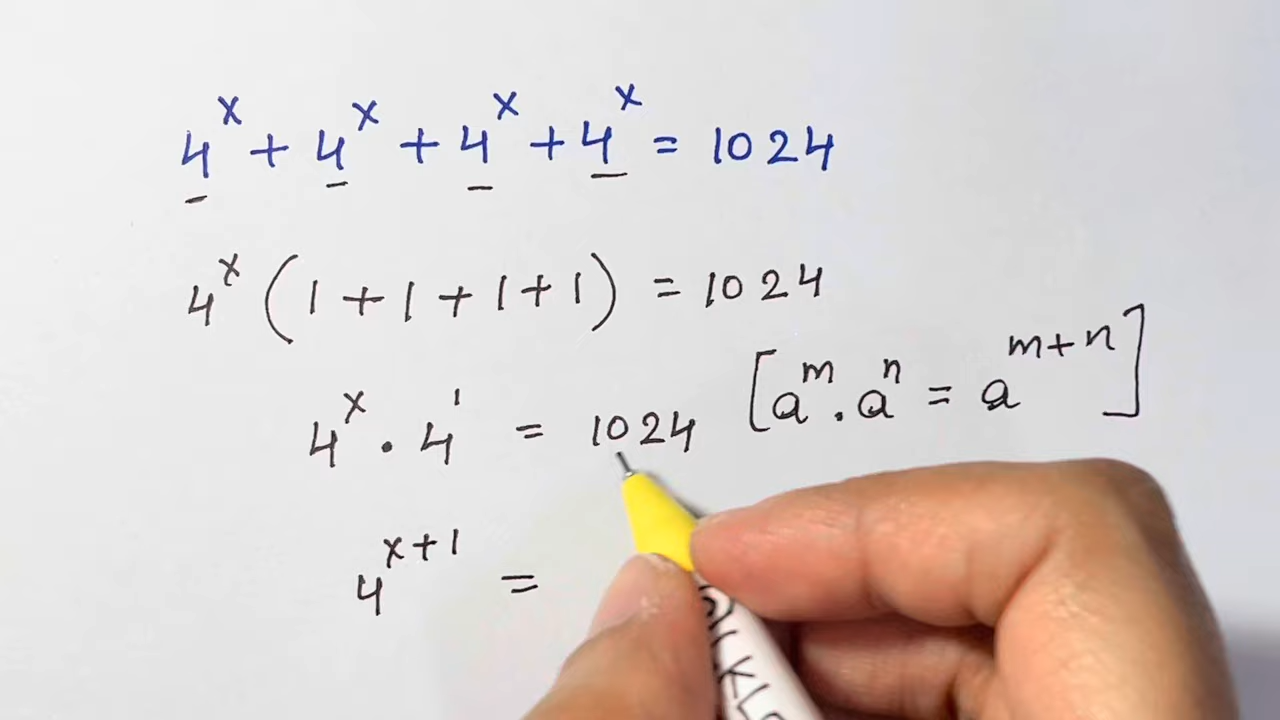 4^x + 4^x + 4^x + 4^x = 1024
4^x (1 + 1 + 1 + 1) = 1024
4^x . 4^1 = 1024 [a^m . a^n = a^(m+n)]
4^(x+1) =